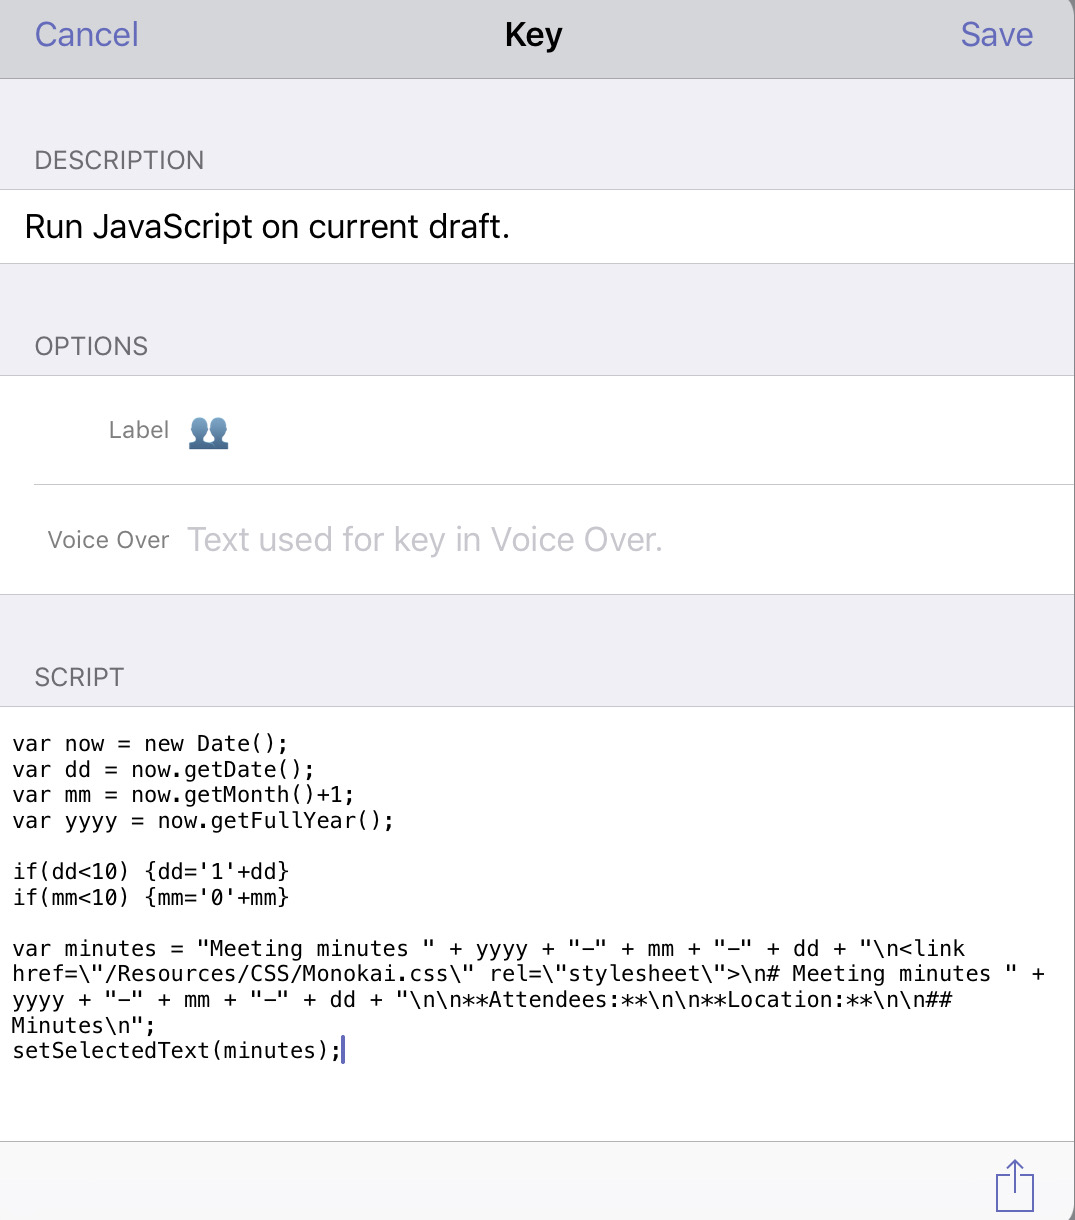 Cancel Key Save
DESCRIPTION
Run JavaScript on current draft.
OPTIONS
Label 👥
Voice Over Text used for key in Voice Over.
SCRIPT
var now = new Date();
var dd = now.getDate();
var mm = now.getMonth()+1;
var yyyy = now.getFullYear();
if(dd<10) {dd='1'+dd}
if(mm<10) {mm='0'+mm}
var minutes = "Meeting minutes " + yyyy + "-" + mm + "-" + dd + "\n<link
href=\"/Resources/CSS/Monokai.css\" rel=\"stylesheet\">\n# Meeting minutes " +
yyyy + "-" + mm + "-" + dd + "\n\n**Attendees:**\n\n**Location:**\n\n##
Minutes\n";
setSelectedText(minutes);